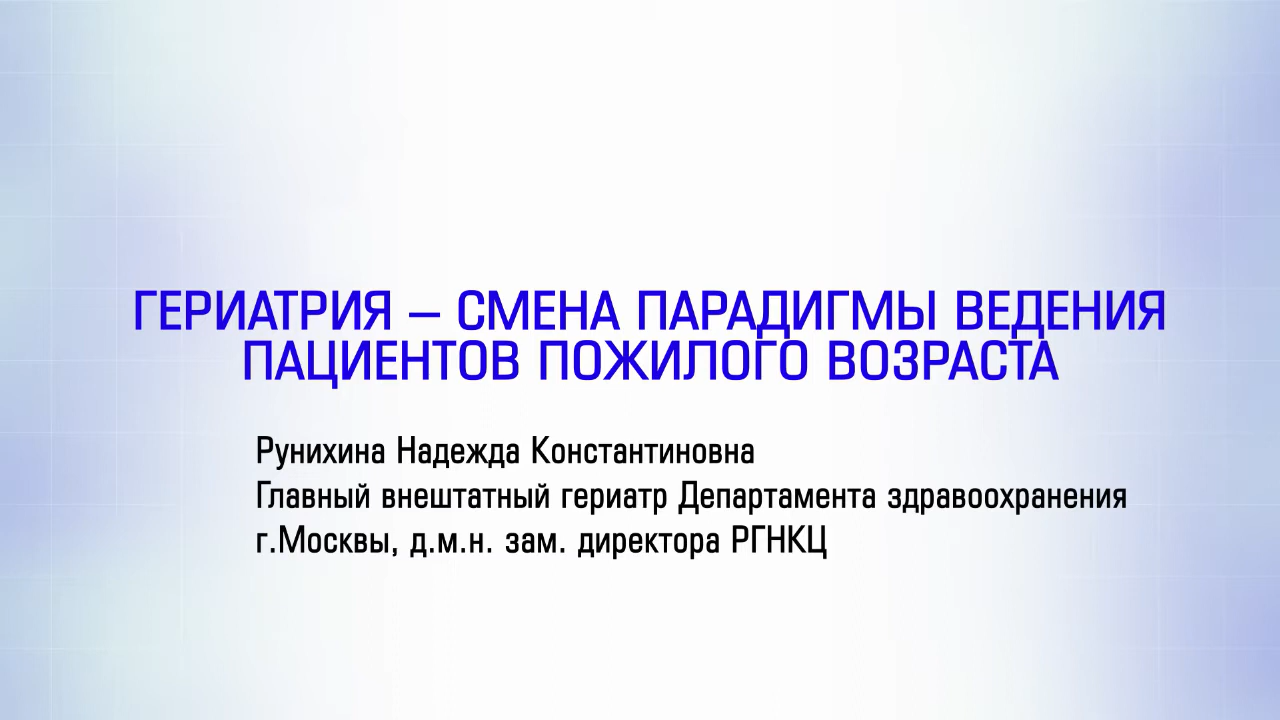 ГЕРИАТРИЯ – СМЕНА ПАРАДИГМЫ ВЕДЕНИЯ
ПАЦИЕНТОВ ПОЖИЛОГО ВОЗРАСТА
Рунихина Надежда Константиновна
Главный внештатный гериатр Департамента здравоохранения
г.Москвы, д.м.н. зам. директора РГНКЦ